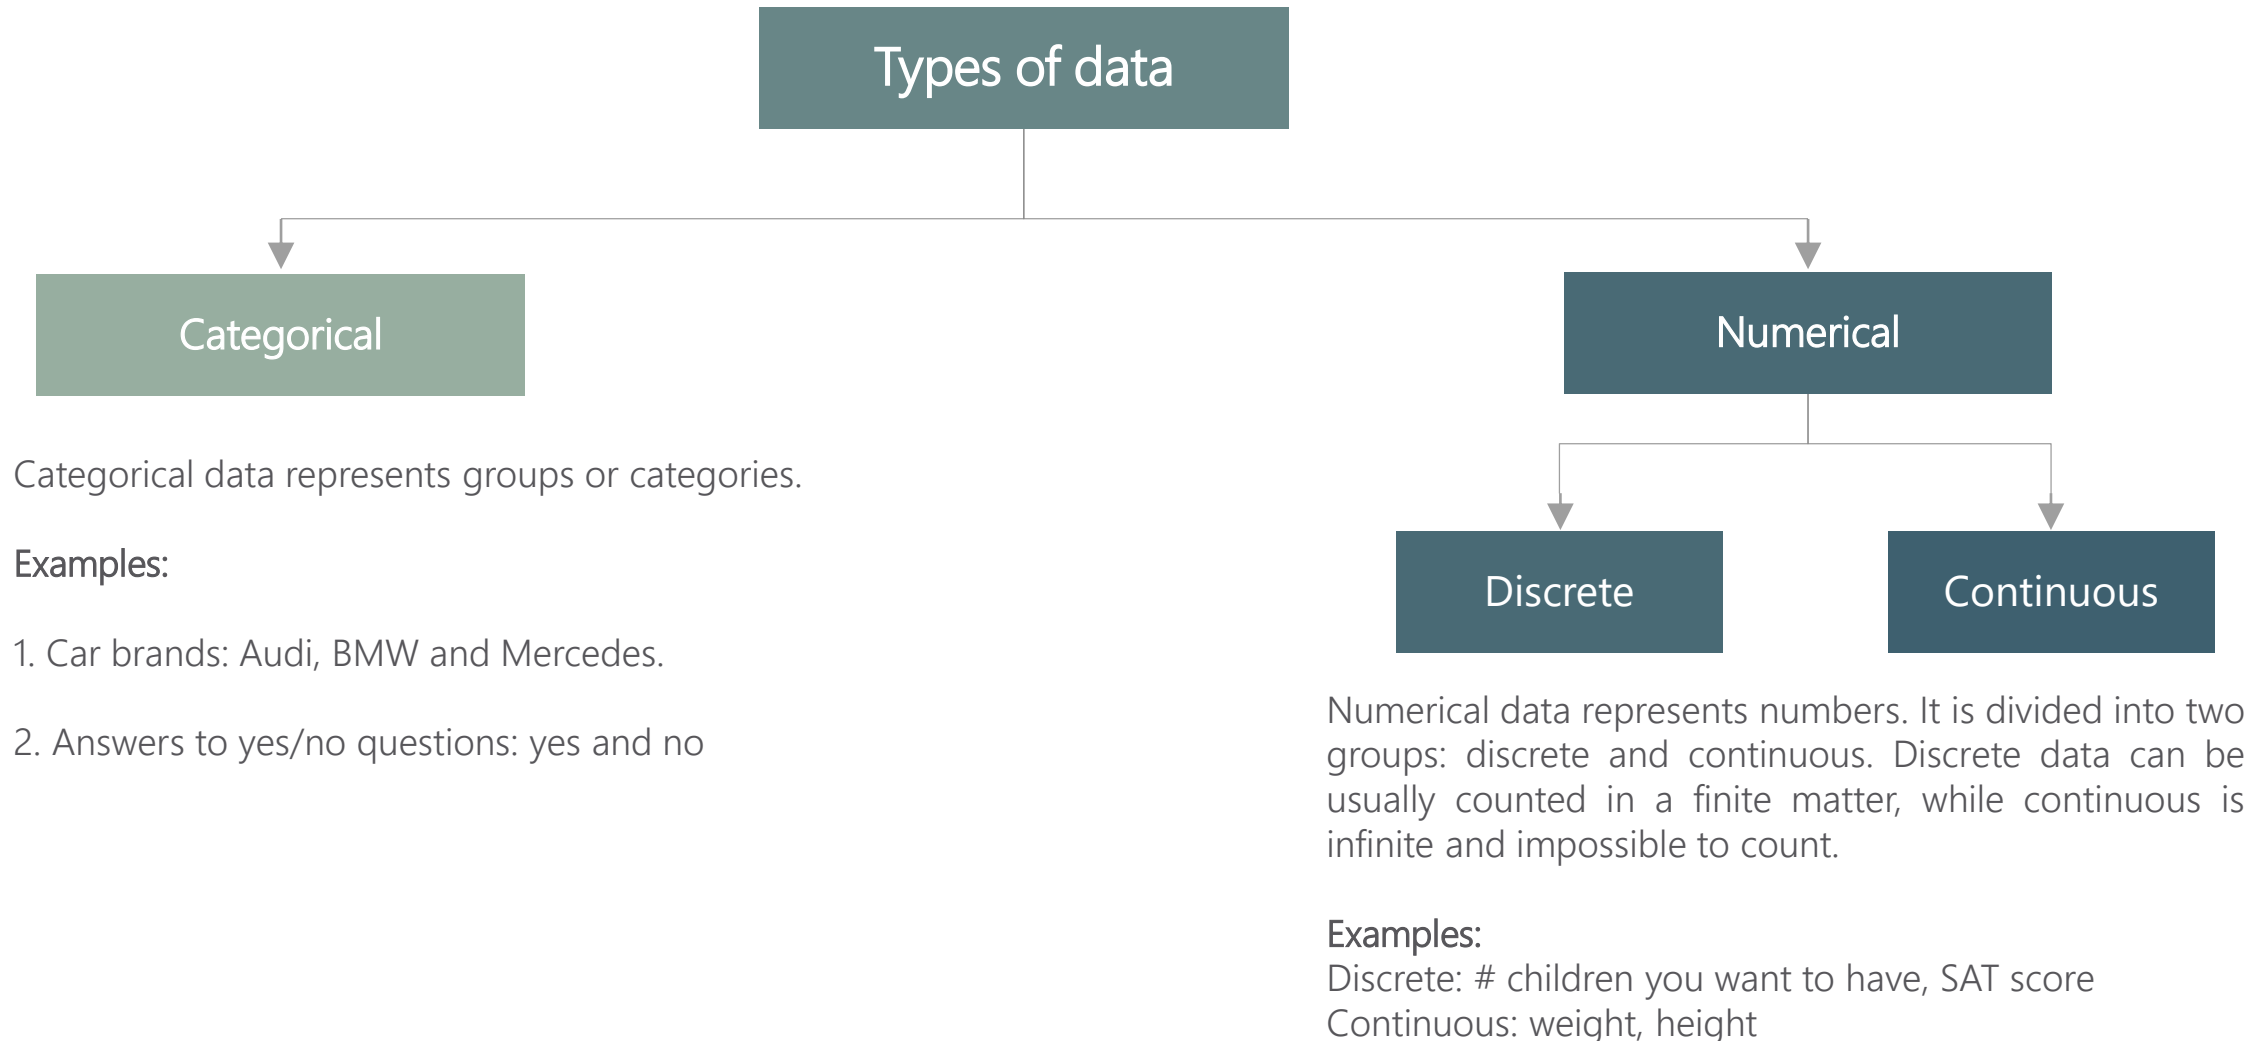 Types of data
Categorical
Numerical
Categorical data represents groups or categories.
Examples:
1. Car brands: Audi, BMW and Mercedes.
2. Answers to yes/no questions: yes and no
Discrete
Continuous
Numerical data represents numbers. It is divided into two
groups: discrete and continuous. Discrete data can be
usually counted in a finite matter, while continuous is
infinite and impossible to count.
Examples:
Discrete: # children you want to have, SAT score
Continuous: weight, height